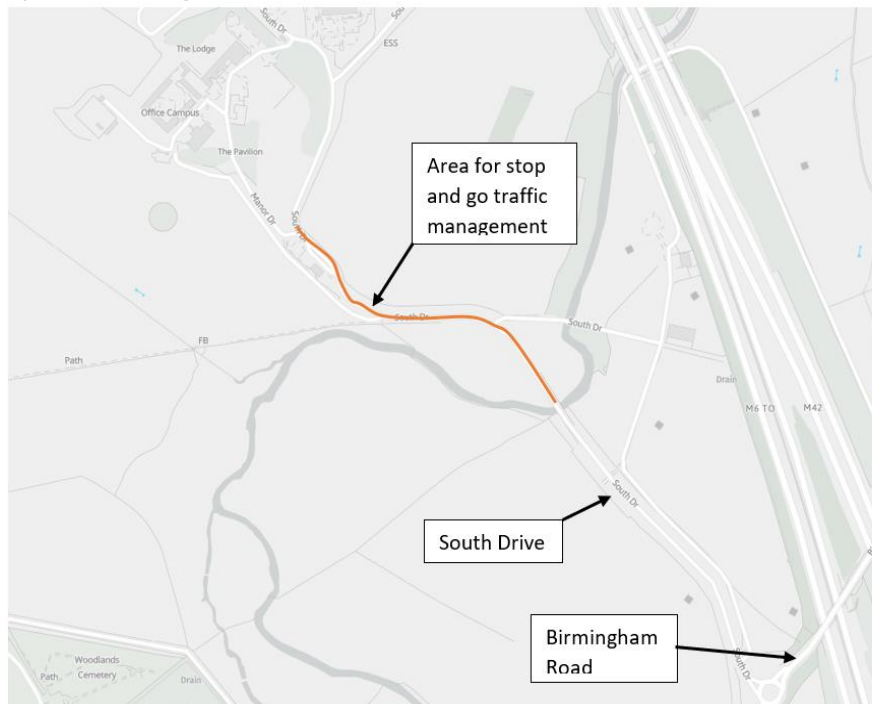 South Dr
ESS
The Lodge
Office Campus
The Pavilion
Manor Dr
South Dr
Area for stop
and go traffic
management
South Dr
South Dr
FB
Path
Drain
M6 TO
M42
South Dr
South Drive
Birmingham
Road
South Dr
Woodlands
Cemetery
Path
Drain